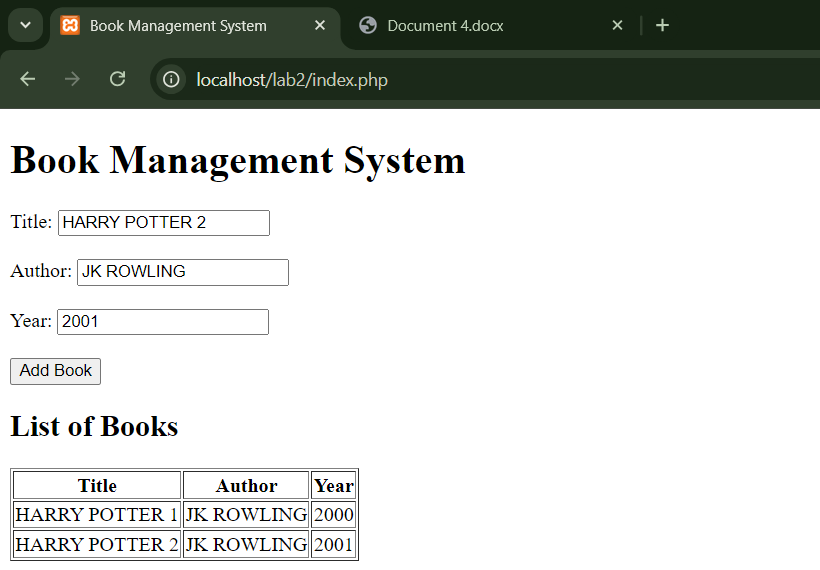 Book Management System
Document 4.docx
localhost/lab2/index.php
Book Management System
Title: HARRY POTTER 2
Author: JK ROWLING
Year: 2001
Add Book
List of Books
Title Author Year
HARRY POTTER 1 JK ROWLING 2000
HARRY POTTER 2 JK ROWLING 2001